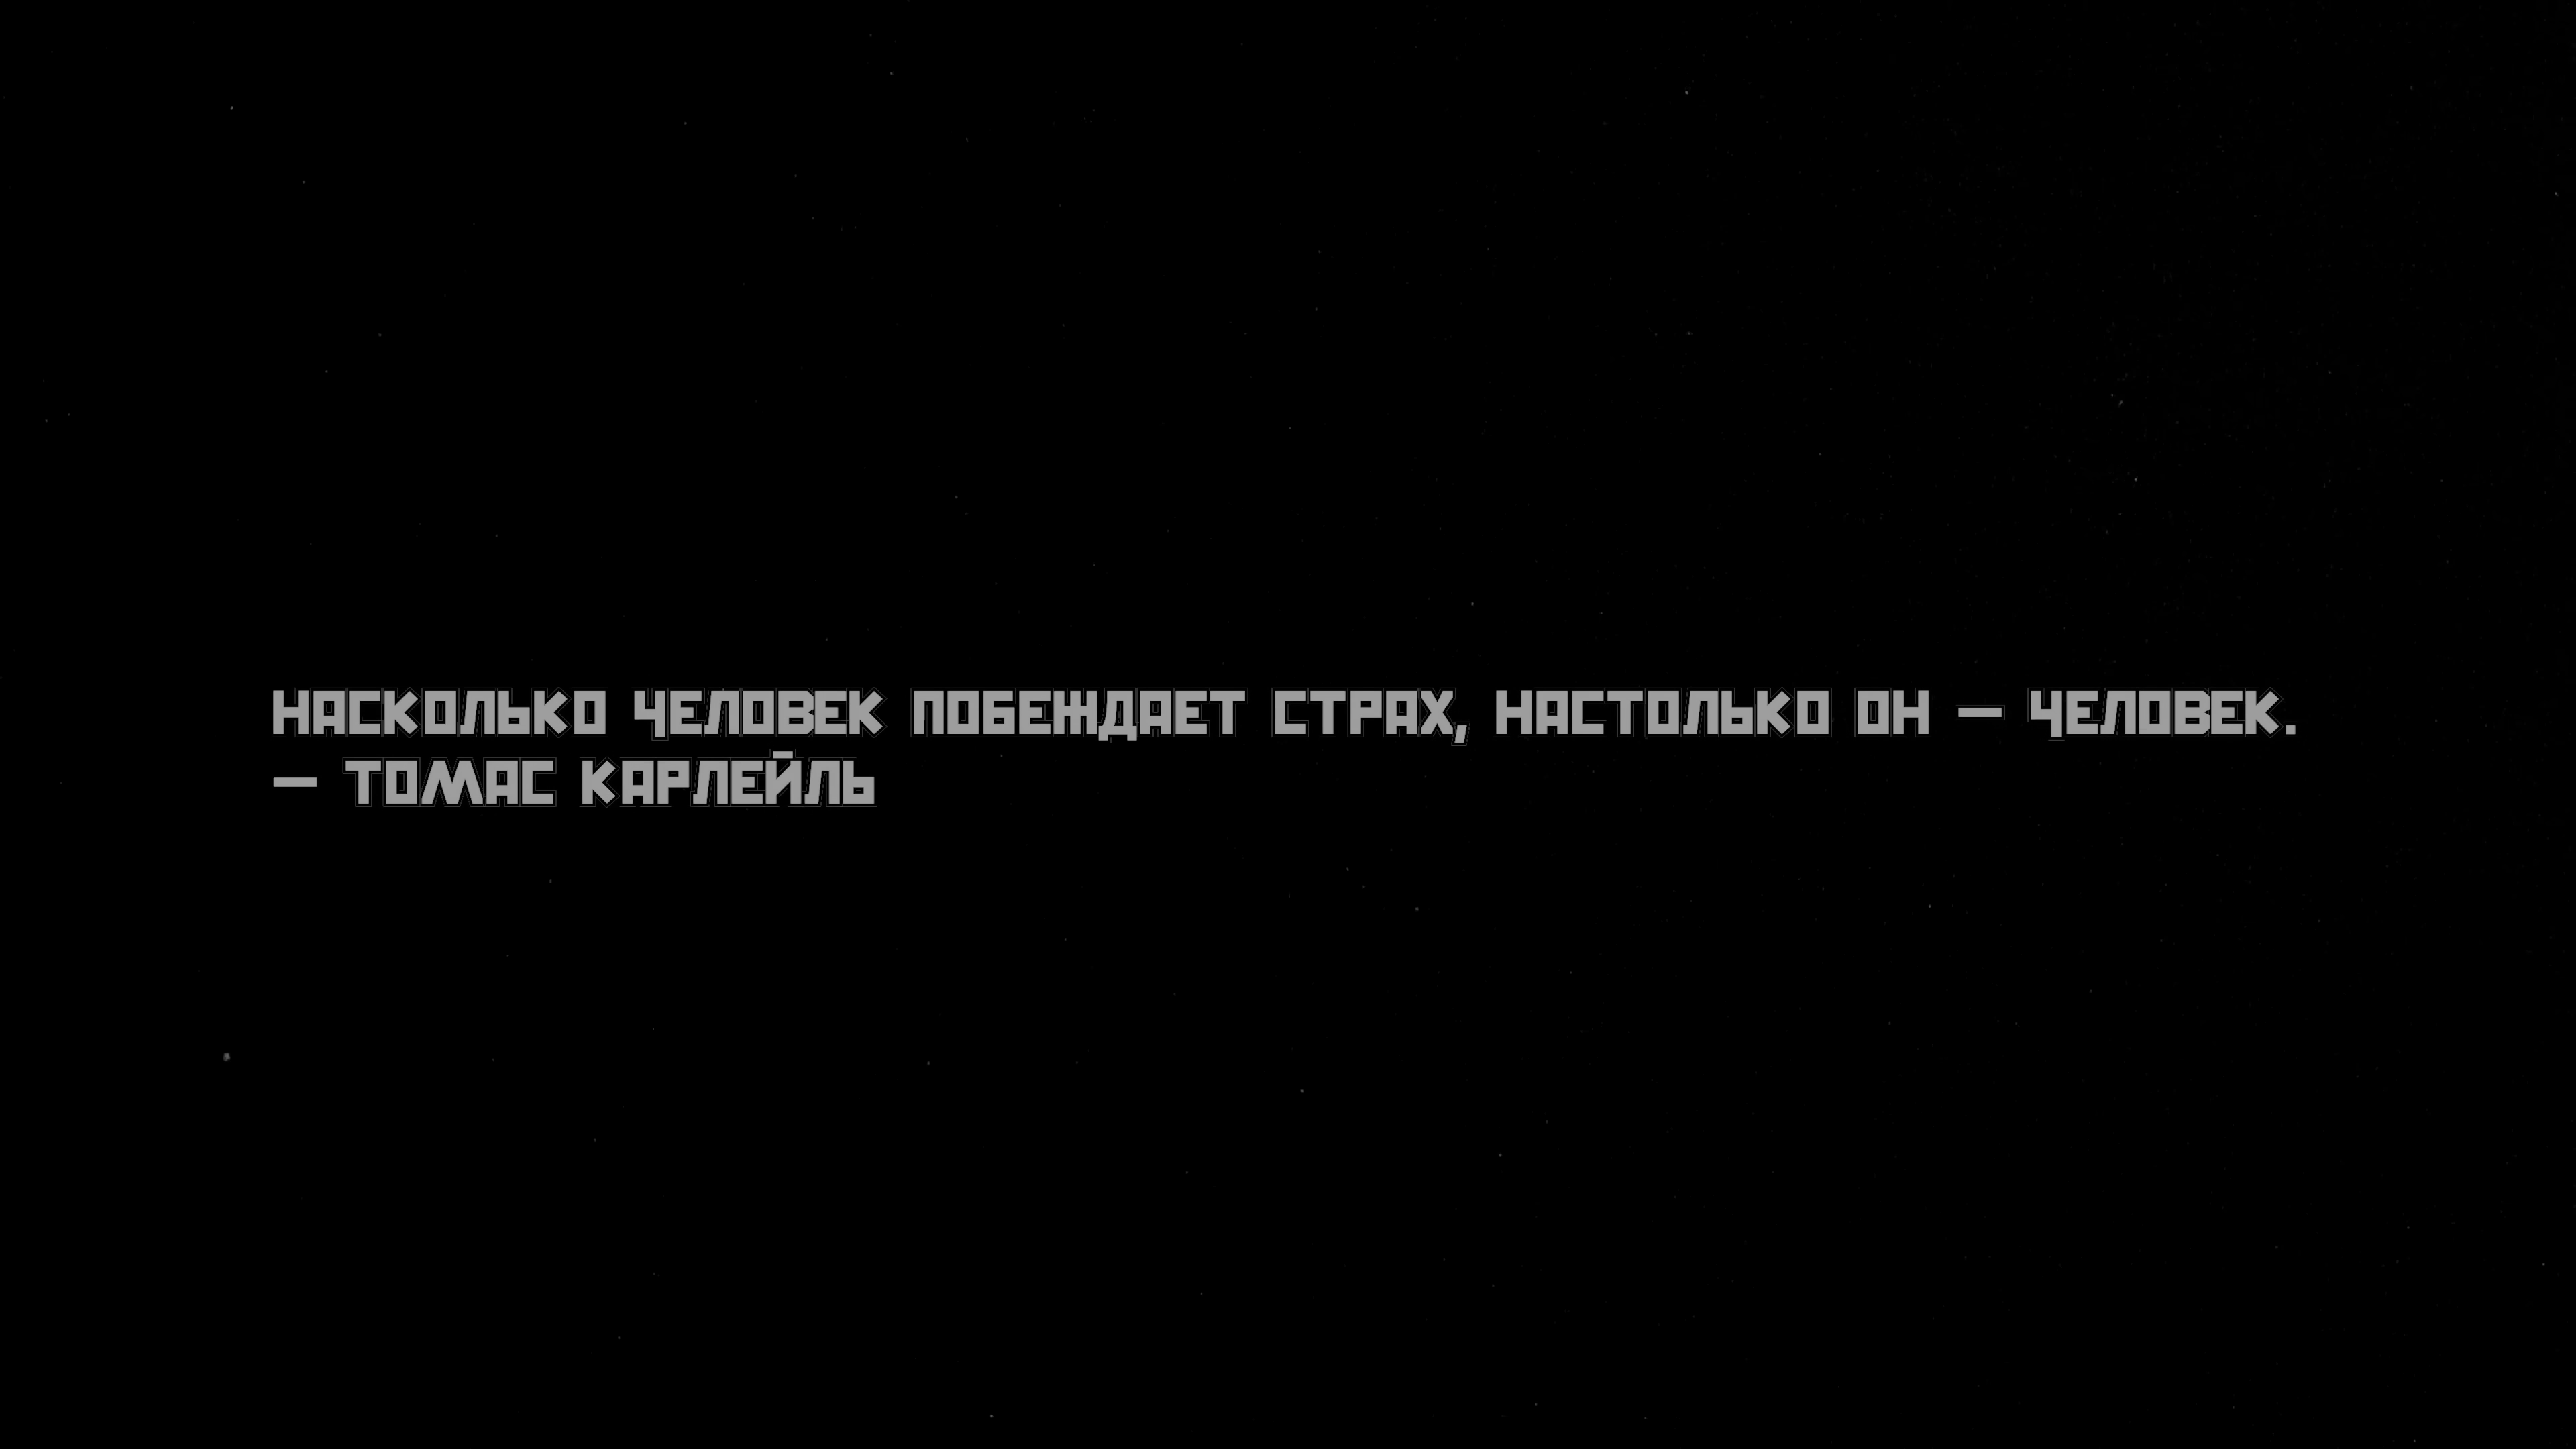 НАСКОЛЬКО ЧЕЛОВЕК ПОБЕЖДАЕТ СТРАХ, НАСТОЛЬКО ОН — ЧЕЛОВЕК.
— ТОМАС КАРЛЕЙЛЬ